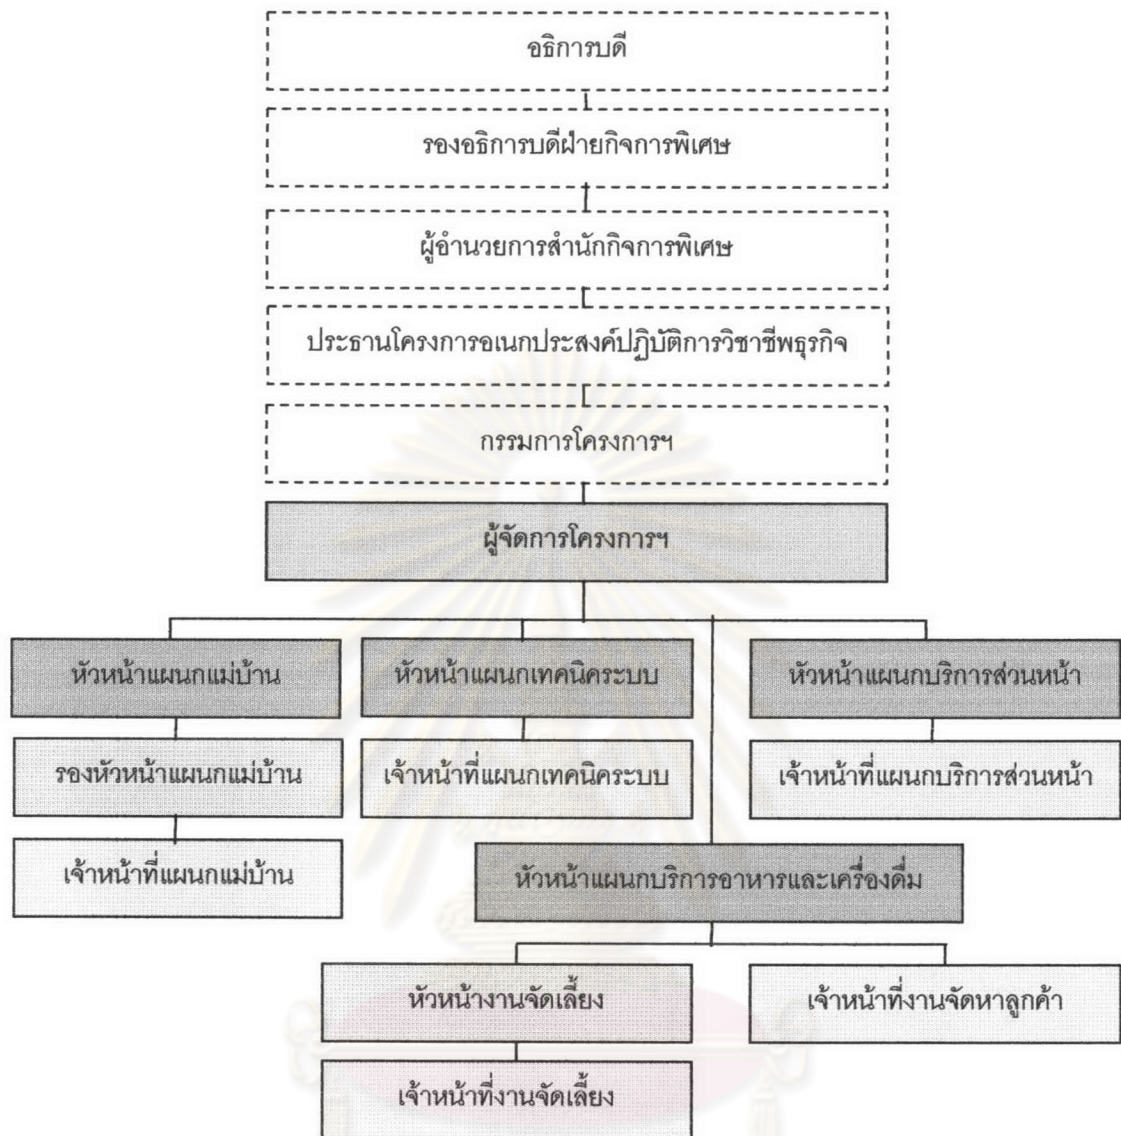 อธิการบดี
รองอธิการบดีฝ่ายกิจการพิเศษ
ผู้อำนวยการสำนักกิจการพิเศษ
ประธานโครงการอเนกประสงค์ปฏิบัติการวิชาชีพธุรกิจ
กรรมการโครงการฯ
ผู้จัดการโครงการฯ
หัวหน้าแผนกแม่บ้าน
หัวหน้าแผนกเทคนิคระบบ
หัวหน้าแผนกบริการส่วนหน้า
รองหัวหน้าแผนกแม่บ้าน
เจ้าหน้าที่แผนกเทคนิคระบบ
เจ้าหน้าที่แผนกบริการส่วนหน้า
เจ้าหน้าที่แผนกแม่บ้าน
หัวหน้าแผนกบริการอาหารและเครื่องดื่ม
หัวหน้างานจัดเลี้ยง
เจ้าหน้าที่งานจัดหาลูกค้า
เจ้าหน้าที่งานจัดเลี้ยง